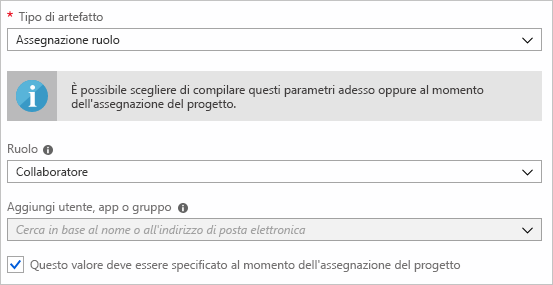 * Tipo di artefatto
Assegnazione ruolo
È possibile scegliere di compilare questi parametri adesso oppure al momento
dell'assegnazione del progetto.
Ruolo
Collaboratore
Aggiungi utente, app o gruppo
Cerca in base al nome o all'indirizzo di posta elettronica
Questo valore deve essere specificato al momento dell'assegnazione del progetto